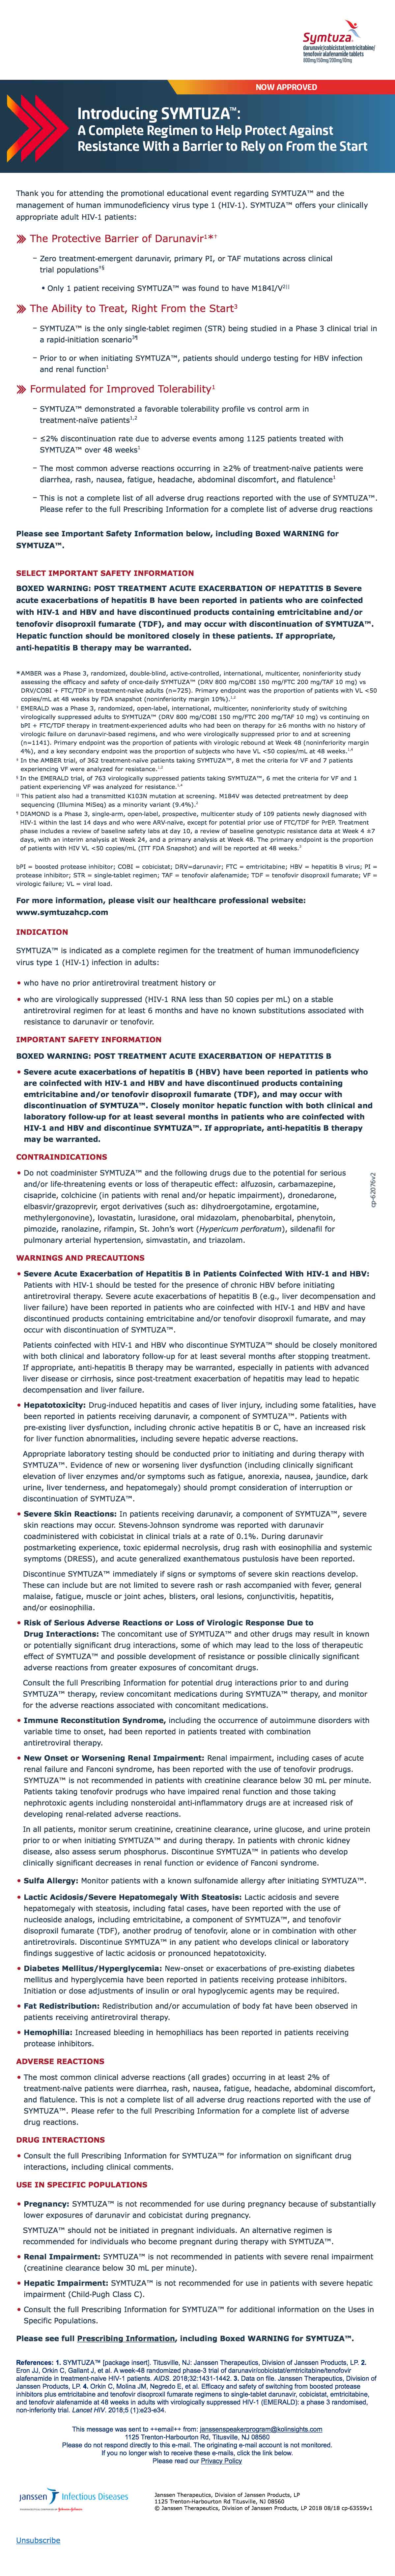 Symtuza™
darunavir/cobicistat/emtricitabine/
tenofovir alafenamide tablets
800mg/150mg/200mg/10mg
NOW APPROVED
Introducing SYMTUZA™:
A Complete Regimen to Help Protect Against
Resistance With a Barrier to Rely on From the Start
Thank you for attending the promotional educational event regarding SYMTUZA™ and the
management of human immunodeficiency virus type 1 (HIV-1). SYMTUZA™ offers your clinically
appropriate adult HIV-1 patients:
The Protective Barrier of Darunavir¹*†
– Zero treatment-emergent darunavir, primary PI, or TAF mutations across clinical
trial populations‡§
• Only 1 patient receiving SYMTUZA™ was found to have M184I/V²||
The Ability to Treat, Right From the Start³
– SYMTUZA™ is the only single-tablet regimen (STR) being studied in a Phase 3 clinical trial in
a rapid-initiation scenario³¶
– Prior to or when initiating SYMTUZA™, patients should undergo testing for HBV infection
and renal function¹
Formulated for Improved Tolerability¹
– SYMTUZA™ demonstrated a favorable tolerability profile vs control arm in
treatment-naïve patients¹,²
– ≤2% discontinuation rate due to adverse events among 1125 patients treated with
SYMTUZA™ over 48 weeks¹
– The most common adverse reactions occurring in ≥2% of treatment-naïve patients were
diarrhea, rash, nausea, fatigue, headache, abdominal discomfort, and flatulence¹
– This is not a complete list of all adverse drug reactions reported with the use of SYMTUZA™.
Please refer to the full Prescribing Information for a complete list of adverse drug reactions
Please see Important Safety Information below, including Boxed WARNING for
SYMTUZA™.
SELECT IMPORTANT SAFETY INFORMATION
BOXED WARNING: POST TREATMENT ACUTE EXACERBATION OF HEPATITIS B Severe
acute exacerbations of hepatitis B have been reported in patients who are coinfected
with HIV-1 and HBV and have discontinued products containing emtricitabine and/or
tenofovir disoproxil fumarate (TDF), and may occur with discontinuation of SYMTUZA™.
Hepatic function should be monitored closely in these patients. If appropriate,
anti-hepatitis B therapy may be warranted.
* AMBER was a Phase 3, randomized, double-blind, active-controlled, international, multicenter, noninferiority study
assessing the efficacy and safety of once-daily SYMTUZA™ (DRV 800 mg/COBI 150 mg/FTC 200 mg/TAF 10 mg) vs
DRV/COBI + FTC/TDF in treatment-naïve adults (n=725). Primary endpoint was the proportion of patients with VL <50
copies/mL at 48 weeks by FDA snapshot (noninferiority margin 10%).¹,²
† EMERALD was a Phase 3, randomized, open-label, international, multicenter, noninferiority study of switching
virologically suppressed adults to SYMTUZA™ (DRV 800 mg/COBI 150 mg/FTC 200 mg/TAF 10 mg) vs continuing on
bPI + FTC/TDF therapy in treatment-experienced adults who had been on therapy for ≥6 months with no history of
virologic failure on darunavir-based regimens, and who were virologically suppressed prior to and at screening
(n=1141). Primary endpoint was the proportion of patients with virologic rebound at Week 48 (noninferiority margin
4%), and a key secondary endpoint was the proportion of subjects who have VL <50 copies/mL at 48 weeks.¹,⁴
‡ In the AMBER trial, of 362 treatment-naïve patients taking SYMTUZA™, 8 met the criteria for VF and 7 patients
experiencing VF were analyzed for resistance.¹,²
§ In the EMERALD trial, of 763 virologically suppressed patients taking SYMTUZA™, 6 met the criteria for VF and 1
patient experiencing VF was analyzed for resistance.¹,⁴
|| This patient also had a transmitted K103N mutation at screening. M184V was detected pretreatment by deep
sequencing (Illumina MiSeq) as a minority variant (9.4%).²
¶ DIAMOND is a Phase 3, single-arm, open-label, prospective, multicenter study of 109 patients newly diagnosed with
HIV-1 within the last 14 days and who were ARV-naïve, except for potential prior use of FTC/TDF for PrEP. Treatment
phase includes a review of baseline safety labs at day 10, a review of baseline genotypic resistance data at Week 4 ±7
days, with an interim analysis at Week 24, and a primary analysis at Week 48. The primary endpoint is the proportion
of patients with HIV-1 VL <50 copies/mL (ITT FDA Snapshot) and will be reported at 48 weeks.³
bPI = boosted protease inhibitor; COBI = cobicistat; DRV=darunavir; FTC = emtricitabine; HBV = hepatitis B virus; PI =
protease inhibitor; STR = single-tablet regimen; TAF = tenofovir alafenamide; TDF = tenofovir disoproxil fumarate; VF =
virologic failure; VL = viral load.
For more information, please visit our healthcare professional website:
www.symtuzahcp.com
INDICATION
SYMTUZA™ is indicated as a complete regimen for the treatment of human immunodeficiency
virus type 1 (HIV-1) infection in adults:
• who have no prior antiretroviral treatment history or
• who are virologically suppressed (HIV-1 RNA less than 50 copies per mL) on a stable
antiretroviral regimen for at least 6 months and have no known substitutions associated with
resistance to darunavir or tenofovir.
IMPORTANT SAFETY INFORMATION
BOXED WARNING: POST TREATMENT ACUTE EXACERBATION OF HEPATITIS B
• Severe acute exacerbations of hepatitis B (HBV) have been reported in patients who
are coinfected with HIV-1 and HBV and have discontinued products containing
emtricitabine and/or tenofovir disoproxil fumarate (TDF), and may occur with
discontinuation of SYMTUZA™. Closely monitor hepatic function with both clinical and
laboratory follow-up for at least several months in patients who are coinfected with
HIV-1 and HBV and discontinue SYMTUZA™. If appropriate, anti-hepatitis B therapy
may be warranted.
CONTRAINDICATIONS
• Do not coadminister SYMTUZA™ and the following drugs due to the potential for serious
and/or life-threatening events or loss of therapeutic effect: alfuzosin, carbamazepine,
cisapride, colchicine (in patients with renal and/or hepatic impairment), dronedarone,
elbasvir/grazoprevir, ergot derivatives (such as: dihydroergotamine, ergotamine,
methylergonovine), lovastatin, lurasidone, oral midazolam, phenobarbital, phenytoin,
pimozide, ranolazine, rifampin, St. John's wort (Hypericum perforatum), sildenafil for
pulmonary arterial hypertension, simvastatin, and triazolam.
cp-62076v2
WARNINGS AND PRECAUTIONS
• Severe Acute Exacerbation of Hepatitis B in Patients Coinfected With HIV-1 and HBV:
Patients with HIV-1 should be tested for the presence of chronic HBV before initiating
antiretroviral therapy. Severe acute exacerbations of hepatitis B (e.g., liver decompensation and
liver failure) have been reported in patients who are coinfected with HIV-1 and HBV and have
discontinued products containing emtricitabine and/or tenofovir disoproxil fumarate, and may
occur with discontinuation of SYMTUZA™.
Patients coinfected with HIV-1 and HBV who discontinue SYMTUZA™ should be closely monitored
with both clinical and laboratory follow-up for at least several months after stopping treatment.
If appropriate, anti-hepatitis B therapy may be warranted, especially in patients with advanced
liver disease or cirrhosis, since post-treatment exacerbation of hepatitis may lead to hepatic
decompensation and liver failure.
• Hepatotoxicity: Drug-induced hepatitis and cases of liver injury, including some fatalities, have
been reported in patients receiving darunavir, a component of SYMTUZA™. Patients with
pre-existing liver dysfunction, including chronic active hepatitis B or C, have an increased risk
for liver function abnormalities, including severe hepatic adverse reactions.
Appropriate laboratory testing should be conducted prior to initiating and during therapy with
SYMTUZA™. Evidence of new or worsening liver dysfunction (including clinically significant
elevation of liver enzymes and/or symptoms such as fatigue, anorexia, nausea, jaundice, dark
urine, liver tenderness, and hepatomegaly) should prompt consideration of interruption or
discontinuation of SYMTUZA™.
• Severe Skin Reactions: In patients receiving darunavir, a component of SYMTUZA™, severe
skin reactions may occur. Stevens-Johnson syndrome was reported with darunavir
coadministered with cobicistat in clinical trials at a rate of 0.1%. During darunavir
postmarketing experience, toxic epidermal necrolysis, drug rash with eosinophilia and systemic
symptoms (DRESS), and acute generalized exanthematous pustulosis have been reported.
Discontinue SYMTUZA™ immediately if signs or symptoms of severe skin reactions develop.
These can include but are not limited to severe rash or rash accompanied with fever, general
malaise, fatigue, muscle or joint aches, blisters, oral lesions, conjunctivitis, hepatitis,
and/or eosinophilia.
• Risk of Serious Adverse Reactions or Loss of Virologic Response Due to
Drug Interactions: The concomitant use of SYMTUZA™ and other drugs may result in known
or potentially significant drug interactions, some of which may lead to the loss of therapeutic
effect of SYMTUZA™ and possible development of resistance or possible clinically significant
adverse reactions from greater exposures of concomitant drugs.
Consult the full Prescribing Information for potential drug interactions prior to and during
SYMTUZA™ therapy, review concomitant medications during SYMTUZA™ therapy, and monitor
for the adverse reactions associated with concomitant medications.
• Immune Reconstitution Syndrome, including the occurrence of autoimmune disorders with
variable time to onset, had been reported in patients treated with combination
antiretroviral therapy.
• New Onset or Worsening Renal Impairment: Renal impairment, including cases of acute
renal failure and Fanconi syndrome, has been reported with the use of tenofovir prodrugs.
SYMTUZA™ is not recommended in patients with creatinine clearance below 30 mL per minute.
Patients taking tenofovir prodrugs who have impaired renal function and those taking
nephrotoxic agents including nonsteroidal anti-inflammatory drugs are at increased risk of
developing renal-related adverse reactions.
In all patients, monitor serum creatinine, creatinine clearance, urine glucose, and urine protein
prior to or when initiating SYMTUZA™ and during therapy. In patients with chronic kidney
disease, also assess serum phosphorus. Discontinue SYMTUZA™ in patients who develop
clinically significant decreases in renal function or evidence of Fanconi syndrome.
• Sulfa Allergy: Monitor patients with a known sulfonamide allergy after initiating SYMTUZA™.
• Lactic Acidosis/Severe Hepatomegaly With Steatosis: Lactic acidosis and severe
hepatomegaly with steatosis, including fatal cases, have been reported with the use of
nucleoside analogs, including emtricitabine, a component of SYMTUZA™, and tenofovir
disoproxil fumarate (TDF), another prodrug of tenofovir, alone or in combination with other
antiretrovirals. Discontinue SYMTUZA™ in any patient who develops clinical or laboratory
findings suggestive of lactic acidosis or pronounced hepatotoxicity.
• Diabetes Mellitus/Hyperglycemia: New-onset or exacerbations of pre-existing diabetes
mellitus and hyperglycemia have been reported in patients receiving protease inhibitors.
Initiation or dose adjustments of insulin or oral hypoglycemic agents may be required.
• Fat Redistribution: Redistribution and/or accumulation of body fat have been observed in
patients receiving antiretroviral therapy.
• Hemophilia: Increased bleeding in hemophiliacs has been reported in patients receiving
protease inhibitors.
ADVERSE REACTIONS
• The most common clinical adverse reactions (all grades) occurring in at least 2% of
treatment-naïve patients were diarrhea, rash, nausea, fatigue, headache, abdominal discomfort,
and flatulence. This is not a complete list of all adverse drug reactions reported with the use of
SYMTUZA™. Please refer to the full Prescribing Information for a complete list of adverse
drug reactions.
DRUG INTERACTIONS
• Consult the full Prescribing Information for SYMTUZA™ for information on significant drug
interactions, including clinical comments.
USE IN SPECIFIC POPULATIONS
• Pregnancy: SYMTUZA™ is not recommended for use during pregnancy because of substantially
lower exposures of darunavir and cobicistat during pregnancy.
SYMTUZA™ should not be initiated in pregnant individuals. An alternative regimen is
recommended for individuals who become pregnant during therapy with SYMTUZA™.
• Renal Impairment: SYMTUZA™ is not recommended in patients with severe renal impairment
(creatinine clearance below 30 mL per minute).
• Hepatic Impairment: SYMTUZA™ is not recommended for use in patients with severe hepatic
impairment (Child-Pugh Class C).
• Consult the full Prescribing Information for SYMTUZA™ for additional information on the Uses in
Specific Populations.
Please see full Prescribing Information, including Boxed WARNING for SYMTUZA™.
References: 1. SYMTUZA™ [package insert]. Titusville, NJ: Janssen Therapeutics, Division of Janssen Products, LP. 2.
Eron JJ, Orkin C, Gallant J, et al. A week-48 randomized phase-3 trial of darunavir/cobicistat/emtricitabine/tenofovir
alafenamide in treatment-naive HIV-1 patients. AIDS. 2018;32:1431-1442. 3. Data on file. Janssen Therapeutics, Division of
Janssen Products, LP. 4. Orkin C, Molina JM, Negredo E, et al. Efficacy and safety of switching from boosted protease
inhibitors plus emtricitabine and tenofovir disoproxil fumarate regimens to single-tablet darunavir, cobicistat, emtricitabine,
and tenofovir alafenamide at 48 weeks in adults with virologically suppressed HIV-1 (EMERALD): a phase 3 randomised,
non-inferiority trial. Lancet HIV. 2018;5 (1):e23-e34.
This message was sent to ++email++ from: janssenspeakerprogram@kolinsights.com
1125 Trenton-Harbourton Rd, Titusville, NJ 08560
Please do not respond directly to this e-mail. The originating e-mail account is not monitored.
If you no longer wish to receive these e-mails, click the link below.
Please read our Privacy Policy
janssen Infectious Diseases
Janssen Therapeutics, Division of Janssen Products, LP
1125 Trenton-Harbourton Rd Titusville, NJ 08560
© Janssen Therapeutics, Division of Janssen Products, LP 2018 08/18 cp-63559v1
Unsubscribe